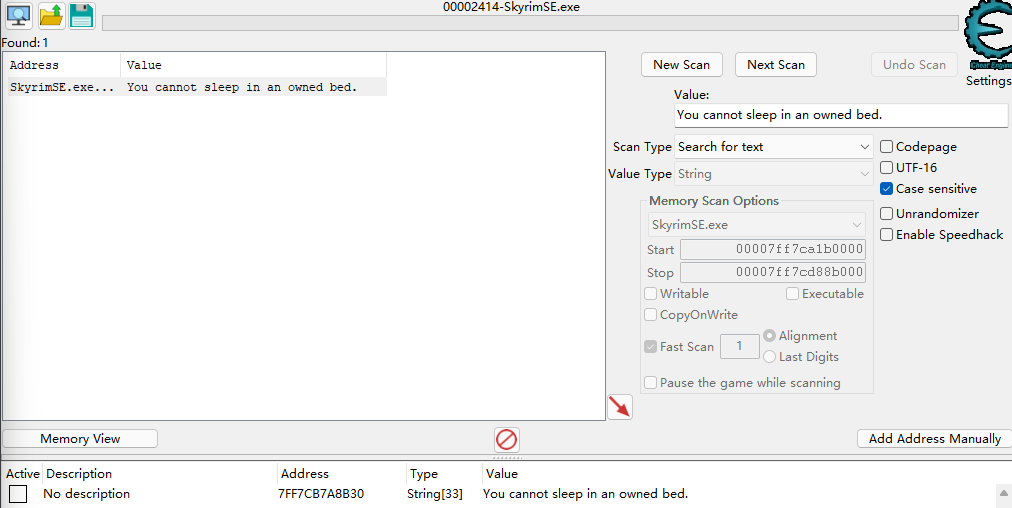 00002414-SkyrimSE.exe
Found: 1
Address Value
SkyrimSE.exe... You cannot sleep in an owned bed.
New Scan Next Scan Undo Scan
Cheat Engine
Settings
Value:
You cannot sleep in an owned bed.
Scan Type Search for text
Value Type String
Codepage
UTF-16
Case sensitive
Unrandomizer
Enable Speedhack
Memory Scan Options
SkyrimSE.exe
Start 00007ff7ca1b0000
Stop 00007ff7cd88b000
Writable Executable
CopyOnWrite
Fast Scan 1 Alignment
Last Digits
Pause the game while scanning
Memory View Add Address Manually
Active Description Address Type Value
No description 7FF7CB7A8B30 String[33] You cannot sleep in an owned bed.